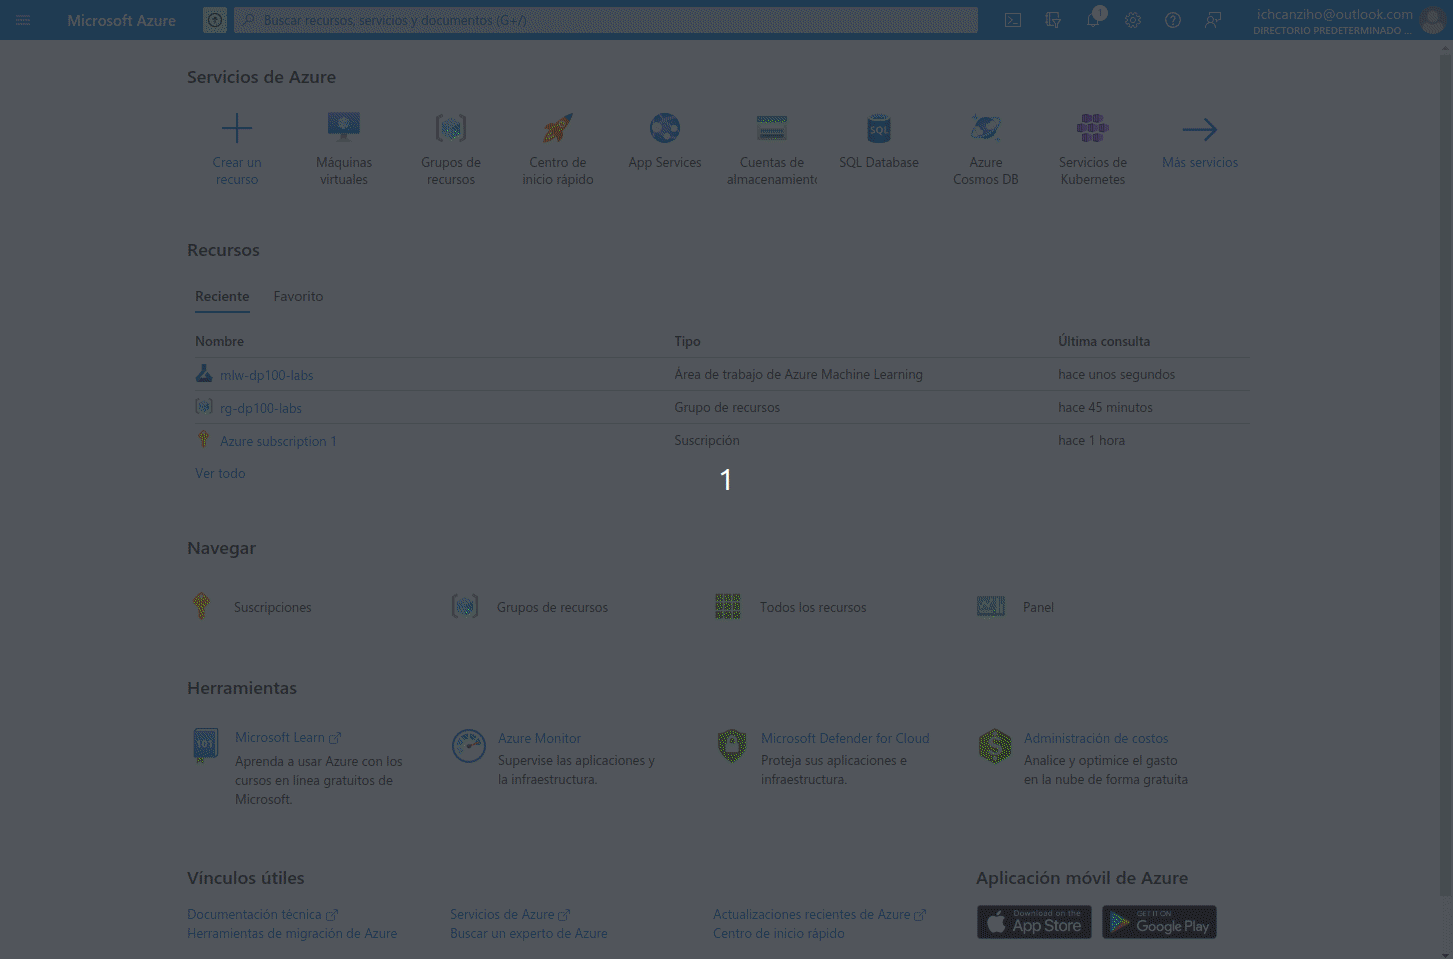 Microsoft Azure
Buscar recursos, servicios y documentos (G+/)
1
ichcanziho@outlook.com
DIRECTORIO PREDETERMINADO ...
Servicios de Azure
Crear un recurso
Máquinas virtuales
Grupos de recursos
Centro de inicio rápido
App Services
Cuentas de almacenamiento
SQL
SQL Database
Azure Cosmos DB
Servicios de Kubernetes
Más servicios
Recursos
Reciente
Favorito
Nombre Tipo Última consulta
mlw-dp100-labs Área de trabajo de Azure Machine Learning hace unos segundos
rg-dp100-labs Grupo de recursos hace 45 minutos
Azure subscription 1 Suscripción hace 1 hora
Ver todo
1
Navegar
Suscripciones
Grupos de recursos
Todos los recursos
Panel
Herramientas
101
Microsoft Learn
Aprenda a usar Azure con los
cursos en línea gratuitos de
Microsoft.
Azure Monitor
Supervise las aplicaciones y
la infraestructura.
Microsoft Defender for Cloud
Proteja sus aplicaciones e
infraestructura.
Administración de costos
Analice y optimice el gasto
en la nube de forma gratuita
Vínculos útiles
Documentación técnica
Herramientas de migración de Azure
Servicios de Azure
Buscar un experto de Azure
Actualizaciones recientes de Azure
Centro de inicio rápido
Aplicación móvil de Azure
Download on the
App Store
GET IT ON
Google Play